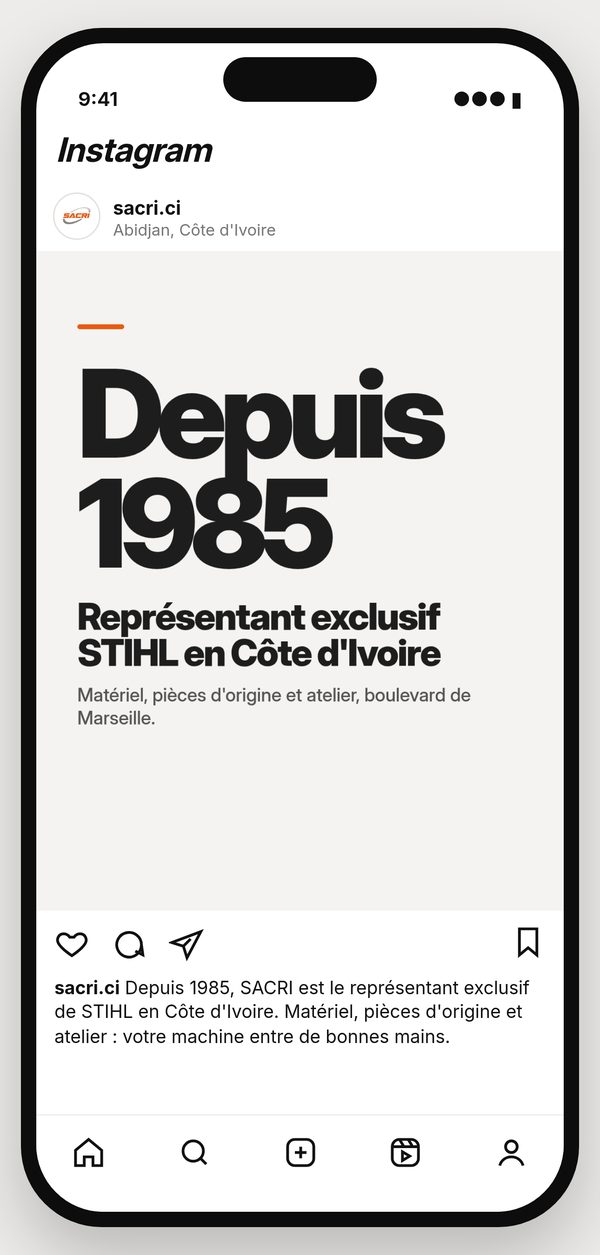 9:41
Instagram
SACRI
sacri.ci
Abidjan, Côte d'Ivoire
Depuis
1985
Représentant exclusif
STIHL en Côte d'Ivoire
Matériel, pièces d'origine et atelier, boulevard de
Marseille.
sacri.ci Depuis 1985, SACRI est le représentant exclusif
de STIHL en Côte d'Ivoire. Matériel, pièces d'origine et
atelier : votre machine entre de bonnes mains.